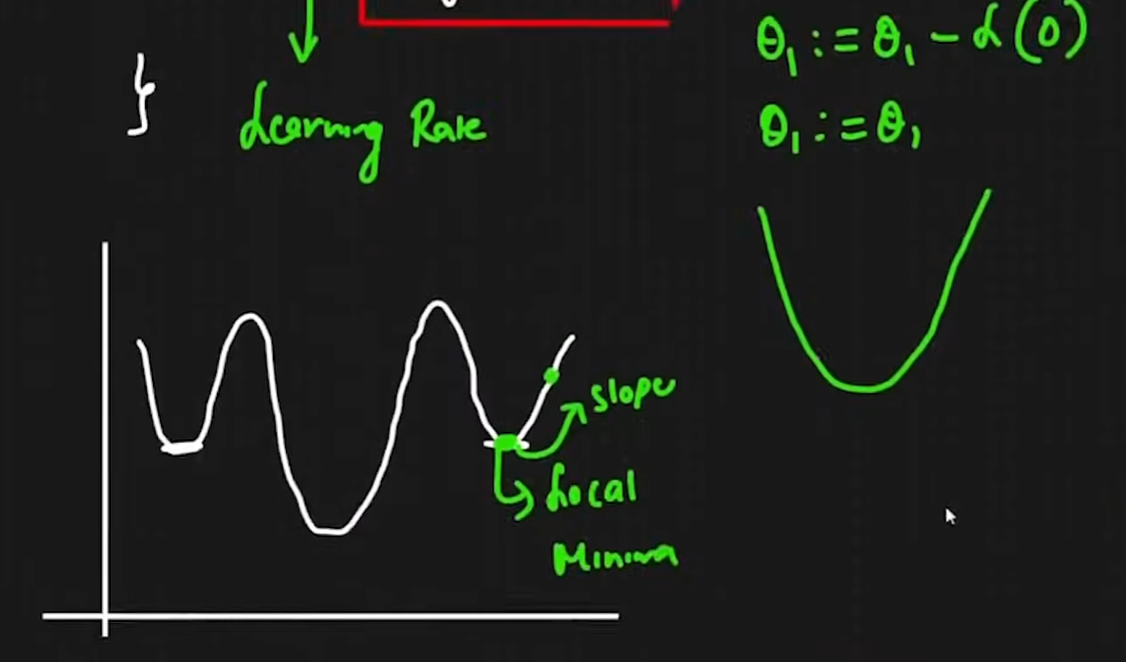 θ₁ := θ₁ - α (0)
}
Learning Rate
θ₁ := θ₁
slope
Local
Minima